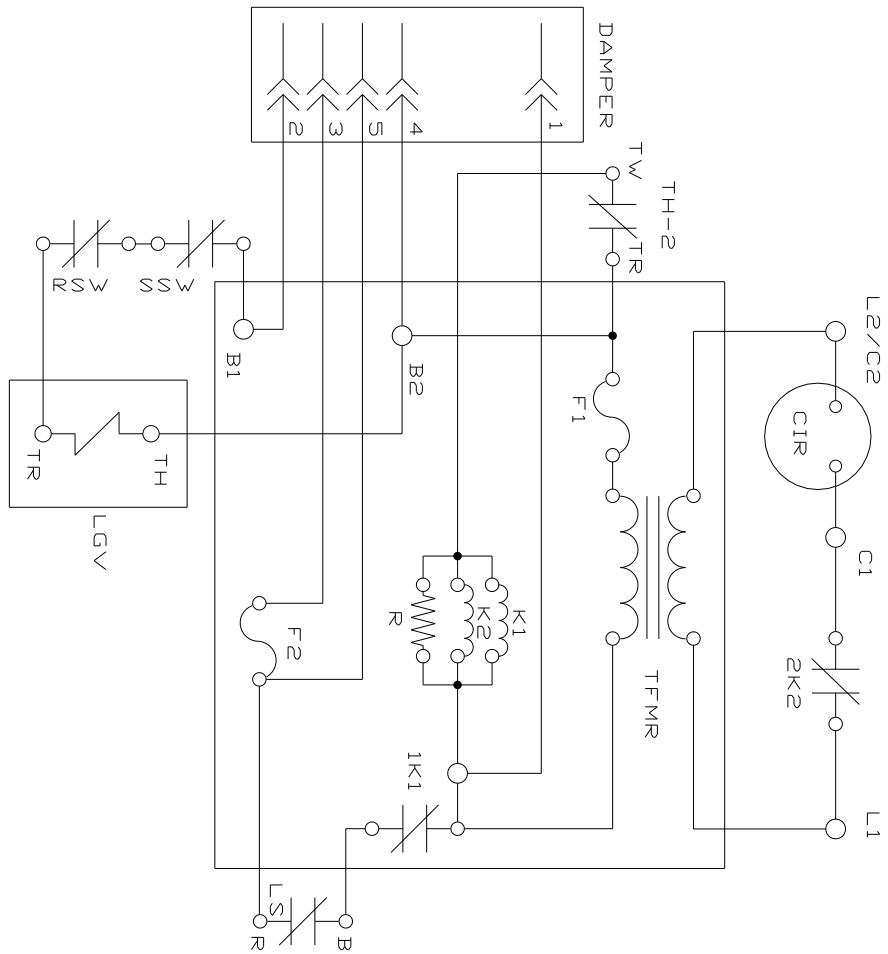 L2/C2
CIR
C1
2K2
L1
TH-2
TW
TR
F1
TFMR
DAMPER
1
4
5
3
2
B2
B1
K1
K2
R
1K1
F2
SSW
RSW
TH
TR
LGV
LS
B
R